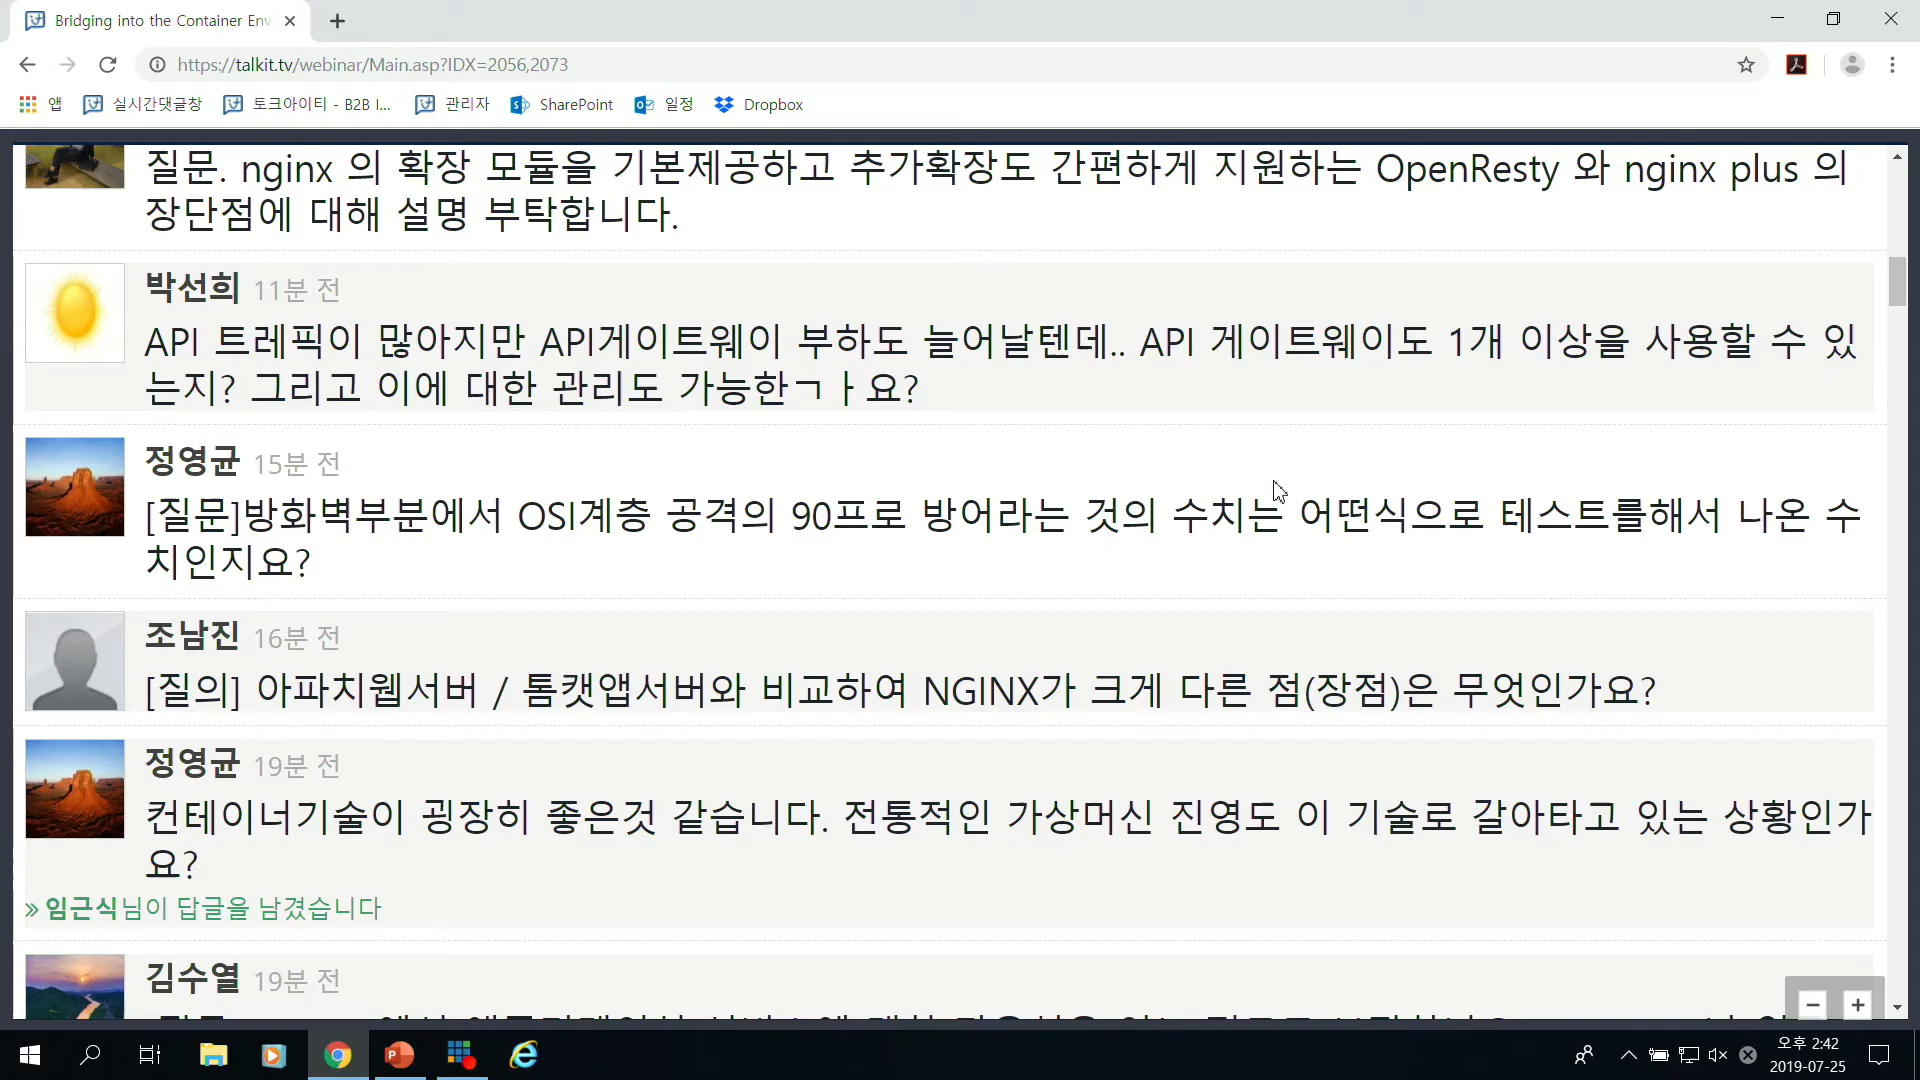 Bridging into the Container Env
https://talkit.tv/webinar/Main.asp?IDX=2056,2073
앱 실시간댓글창 토크아이티 - B2B I... 관리자 SharePoint 일정 Dropbox
질문. nginx 의 확장 모듈을 기본제공하고 추가확장도 간편하게 지원하는 OpenResty 와 nginx plus 의
장단점에 대해 설명 부탁합니다.
박선희 11분 전
API 트레픽이 많아지만 API게이트웨이 부하도 늘어날텐데.. API 게이트웨이도 1개 이상을 사용할 수 있
는지? 그리고 이에 대한 관리도 가능한ㄱㅏ요?
정영균 15분 전
[질문]방화벽부분에서 OSI계층 공격의 90프로 방어라는 것의 수치는 어떤식으로 테스트를해서 나온 수
치인지요?
조남진 16분 전
[질의] 아파치웹서버 / 톰캣앱서버와 비교하여 NGINX가 크게 다른 점(장점)은 무엇인가요?
정영균 19분 전
컨테이너기술이 굉장히 좋은것 같습니다. 전통적인 가상머신 진영도 이 기술로 갈아타고 있는 상황인가
요?
» 임근식님이 답글을 남겼습니다
김수열 19분 전
오후 2:42
2019-07-25